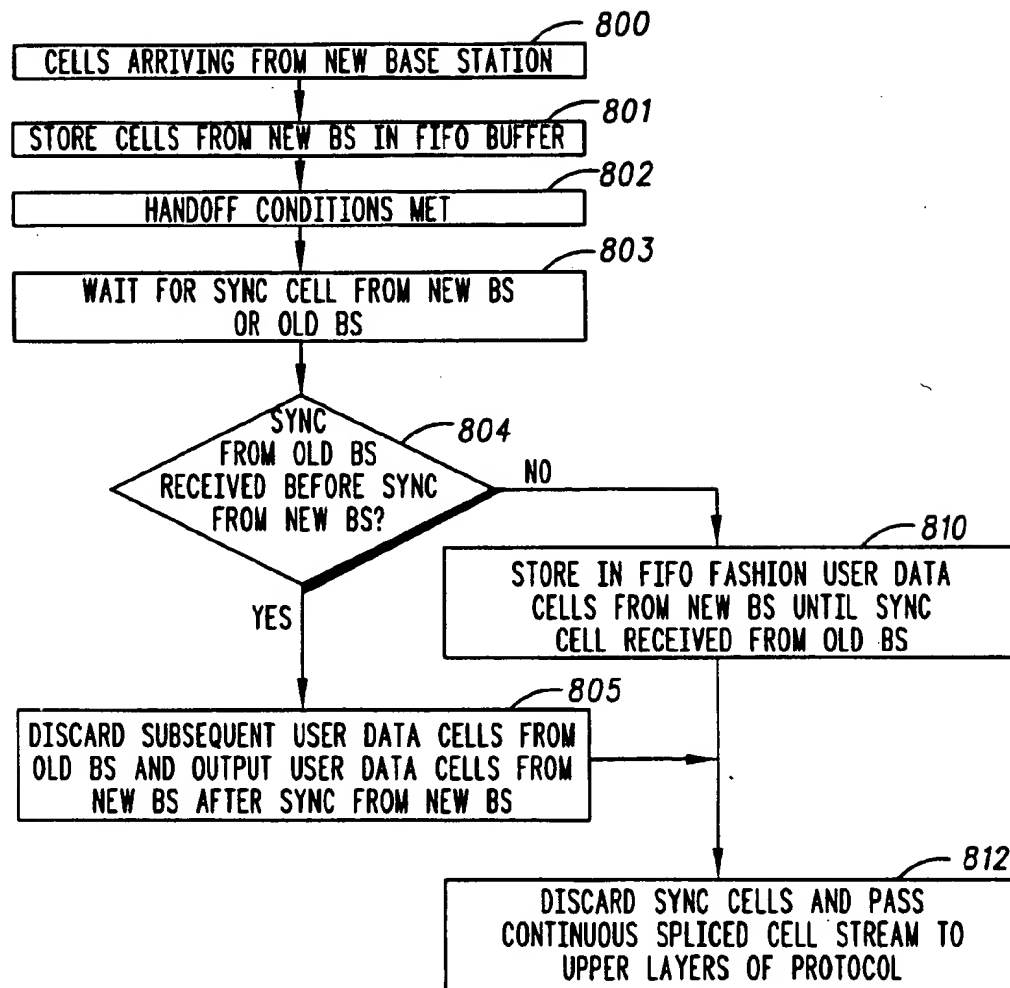 800
CELLS ARRIVING FROM NEW BASE STATION
801
STORE CELLS FROM NEW BS IN FIFO BUFFER
802
HANDOFF CONDITIONS MET
803
WAIT FOR SYNC CELL FROM NEW BS
OR OLD BS
804
SYNC
FROM OLD BS
RECEIVED BEFORE SYNC
FROM NEW BS?
NO
YES
810
STORE IN FIFO FASHION USER DATA
CELLS FROM NEW BS UNTIL SYNC
CELL RECEIVED FROM OLD BS
805
DISCARD SUBSEQUENT USER DATA CELLS FROM
OLD BS AND OUTPUT USER DATA CELLS FROM
NEW BS AFTER SYNC FROM NEW BS
812
DISCARD SYNC CELLS AND PASS
CONTINUOUS SPLICED CELL STREAM TO
UPPER LAYERS OF PROTOCOL